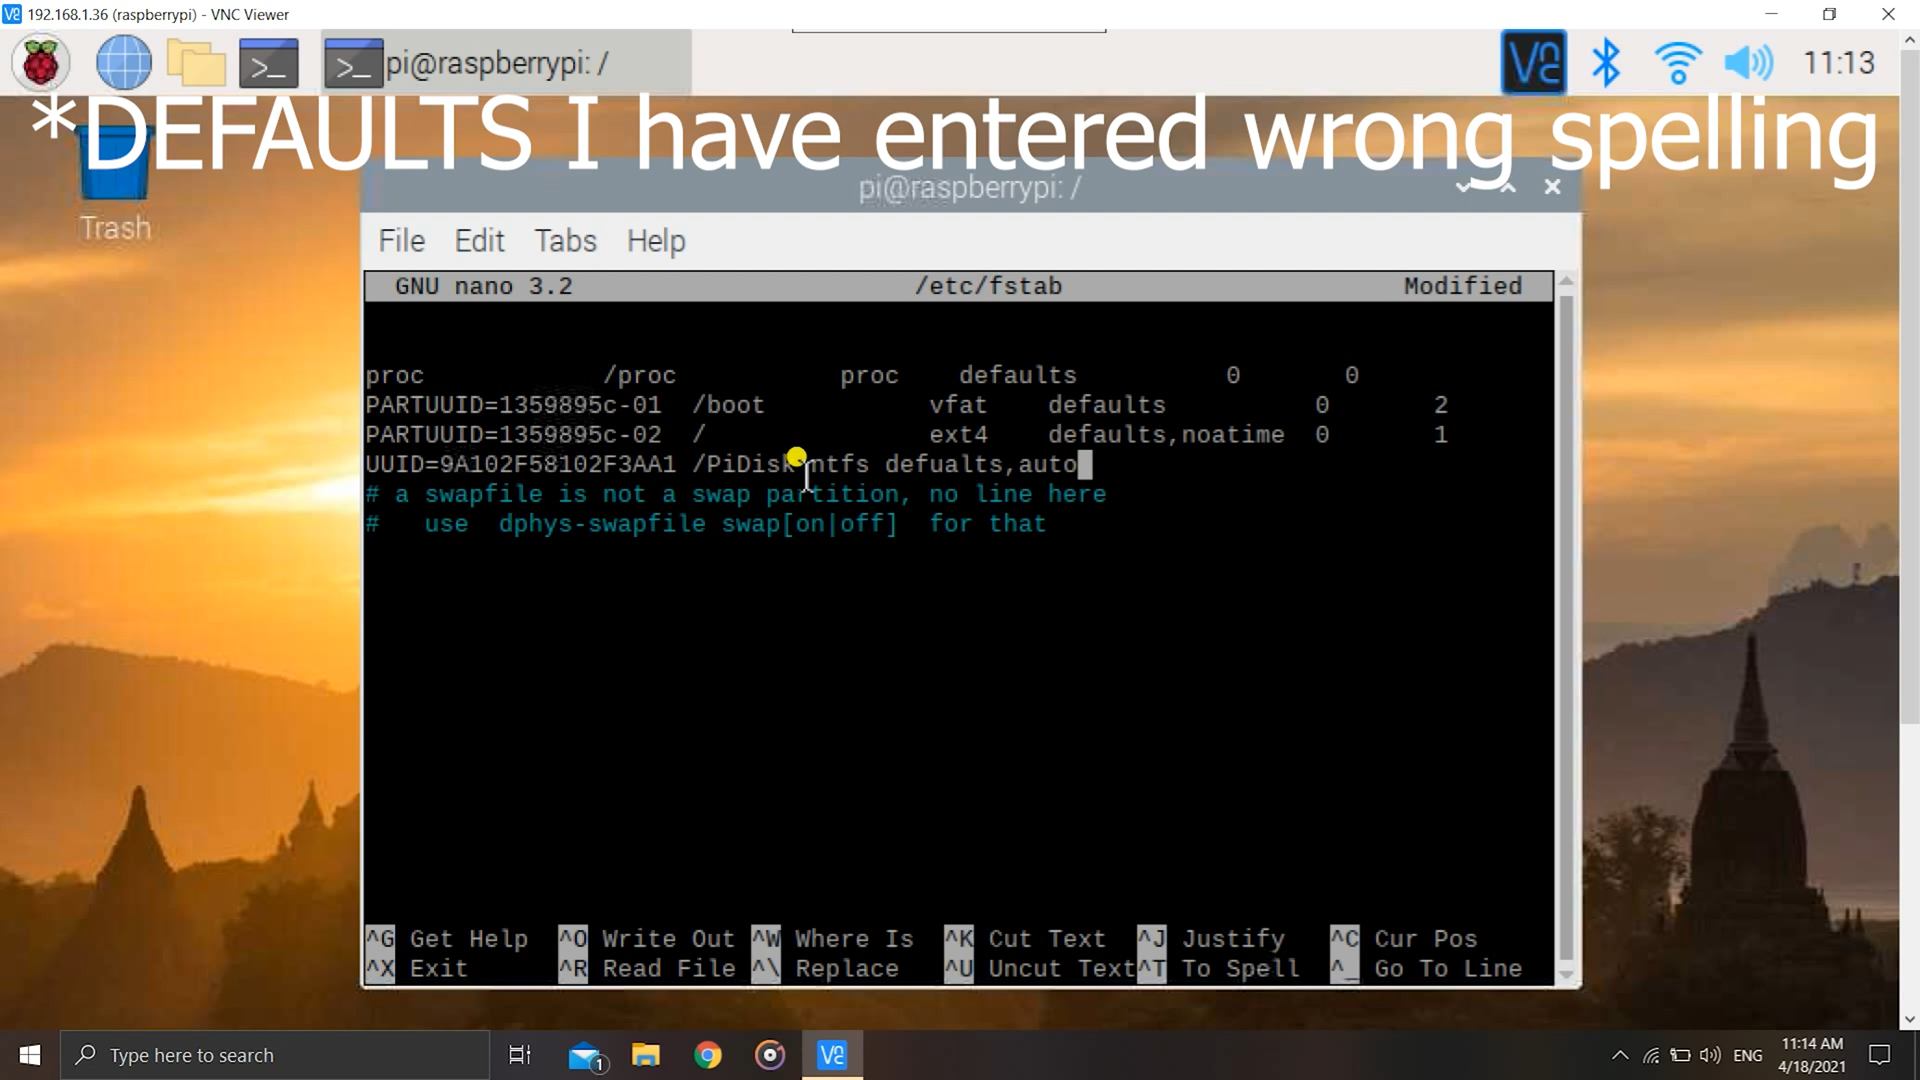 192.168.1.36 (raspberrypi) - VNC Viewer
pi@raspberrypi: /
11:13
*DEFAULTS I have entered wrong spelling
Trash
pi@raspberrypi: /
File Edit Tabs Help
GNU nano 3.2 /etc/fstab Modified
proc /proc proc defaults 0 0
PARTUUID=1359895c-01 /boot vfat defaults 0 2
PARTUUID=1359895c-02 / ext4 defaults,noatime 0 1
UUID=9A102F58102F3AA1 /PiDisk ntfs defualts,auto
# a swapfile is not a swap partition, no line here
# use dphys-swapfile swap[on|off] for that
^G Get Help ^O Write Out ^W Where Is ^K Cut Text ^J Justify ^C Cur Pos
^X Exit ^R Read File ^\ Replace ^U Uncut Text ^T To Spell ^_ Go To Line
Type here to search
1
ENG
11:14 AM
4/18/2021